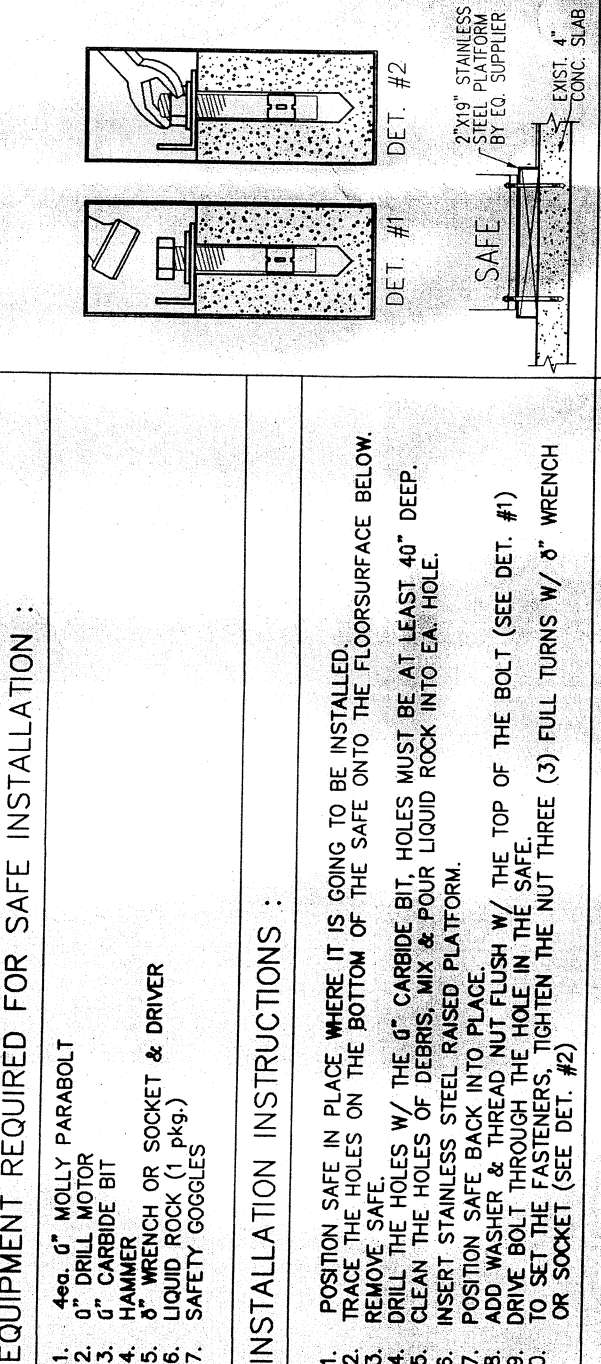 EQUIPMENT REQUIRED FOR SAFE INSTALLATION :
1. 4ea. σ" MOLLY PARABOLT
2. 0" DRILL MOTOR
3. σ" CARBIDE BIT
4. HAMMER
5. δ" WRENCH OR SOCKET & DRIVER
6. LIQUID ROCK (1 pkg.)
7. SAFETY GOGGLES
INSTALLATION INSTRUCTIONS :
1. POSITION SAFE IN PLACE WHERE IT IS GOING TO BE INSTALLED.
2. TRACE THE HOLES ON THE BOTTOM OF THE SAFE ONTO THE FLOORSURFACE BELOW.
3. REMOVE SAFE.
4. DRILL THE HOLES W/ THE σ" CARBIDE BIT, HOLES MUST BE AT LEAST 40" DEEP.
5. CLEAN THE HOLES OF DEBRIS, MIX & POUR LIQUID ROCK INTO EA. HOLE.
6. INSERT STAINLESS STEEL RAISED PLATFORM.
7. POSITION SAFE BACK INTO PLACE.
8. ADD WASHER & THREAD NUT FLUSH W/ THE TOP OF THE BOLT (SEE DET. #1)
9. DRIVE BOLT THROUGH THE HOLE IN THE SAFE.
0. TO SET THE FASTENERS, TIGHTEN THE NUT THREE (3) FULL TURNS W/ δ" WRENCH
OR SOCKET (SEE DET. #2)
DET. #1
DET. #2
SAFE
2"X19" STAINLESS
STEEL PLATFORM
BY EQ. SUPPLIER
EXIST. 4"
CONC. SLAB